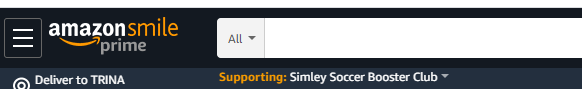 amazonsmile
prime
All
Deliver to TRINA
Supporting: Simley Soccer Booster Club